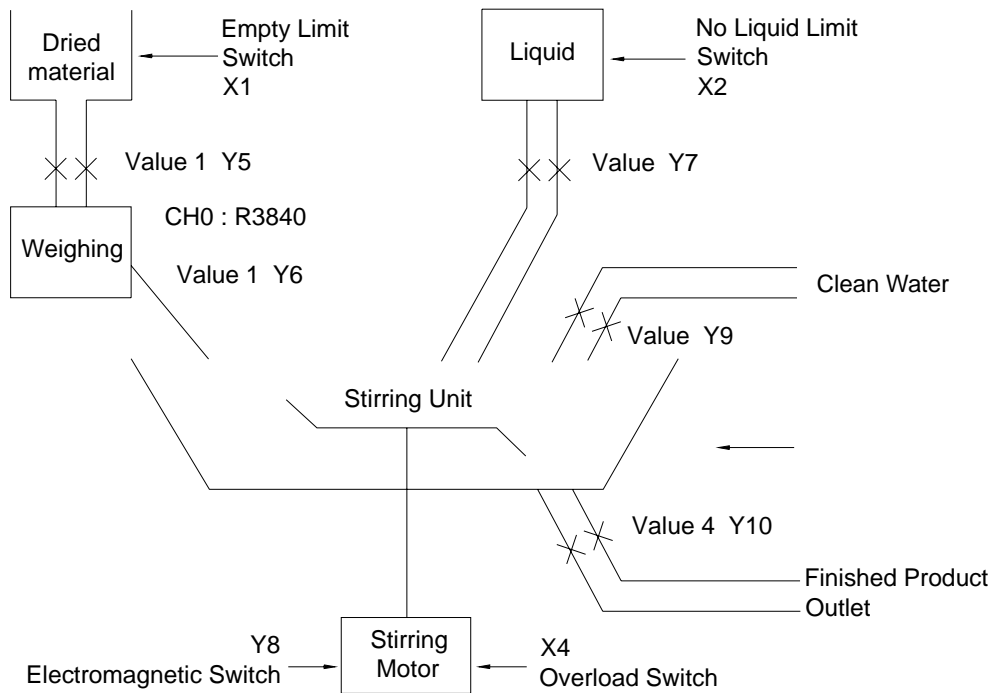 Dried
material
Empty Limit
Switch
X1
Liquid
No Liquid Limit
Switch
X2
Value 1 Y5
Value Y7
CH0 : R3840
Weighing
Value 1 Y6
Clean Water
Value Y9
Stirring Unit
Value 4 Y10
Finished Product
Outlet
Y8
Electromagnetic Switch
Stirring
Motor
X4
Overload Switch